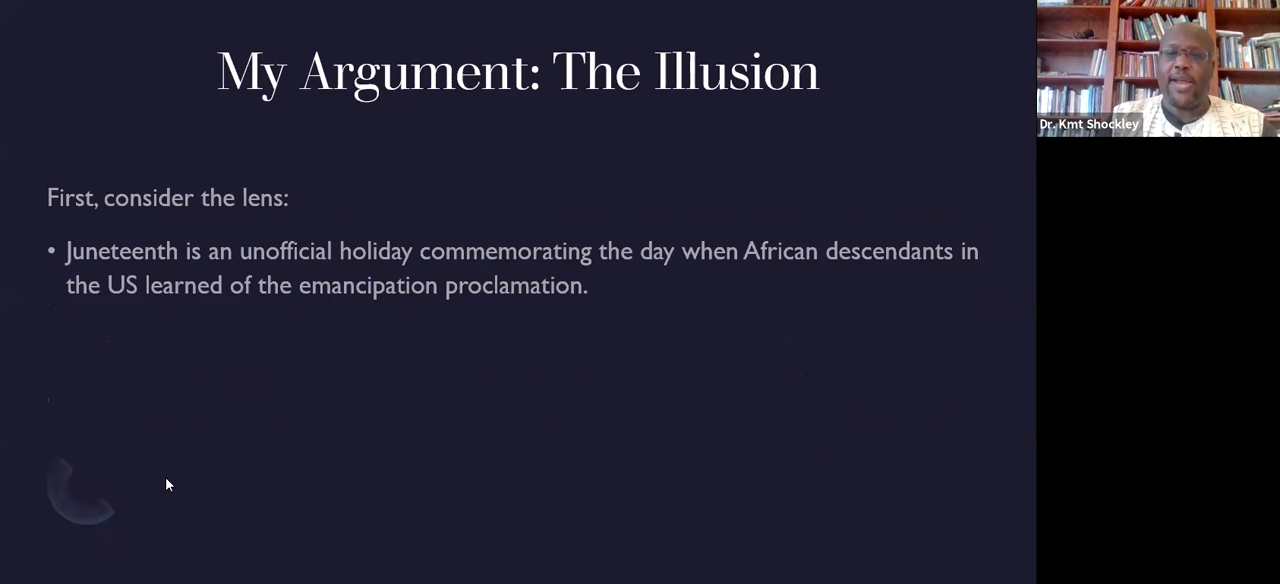 My Argument: The Illusion
First, consider the lens:
• Juneteenth is an unofficial holiday commemorating the day when African descendants in
the US learned of the emancipation proclamation.
Dr. Kmt Shockley